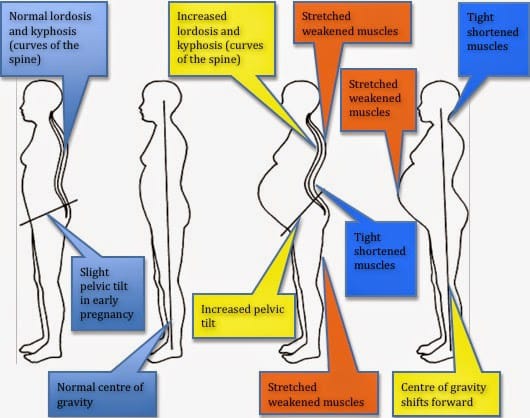 Normal lordosis
and kyphosis
(curves of the
spine)
Increased
lordosis and
kyphosis (curves
of the spine)
Stretched
weakened muscles
Tight
shortened
muscles
Stretched
weakened
muscles
Slight
pelvic tilt
in early
pregnancy
Increased pelvic
tilt
Tight
shortened
muscles
Normal centre of
gravity
Stretched
weakened muscles
Centre of gravity
shifts forward